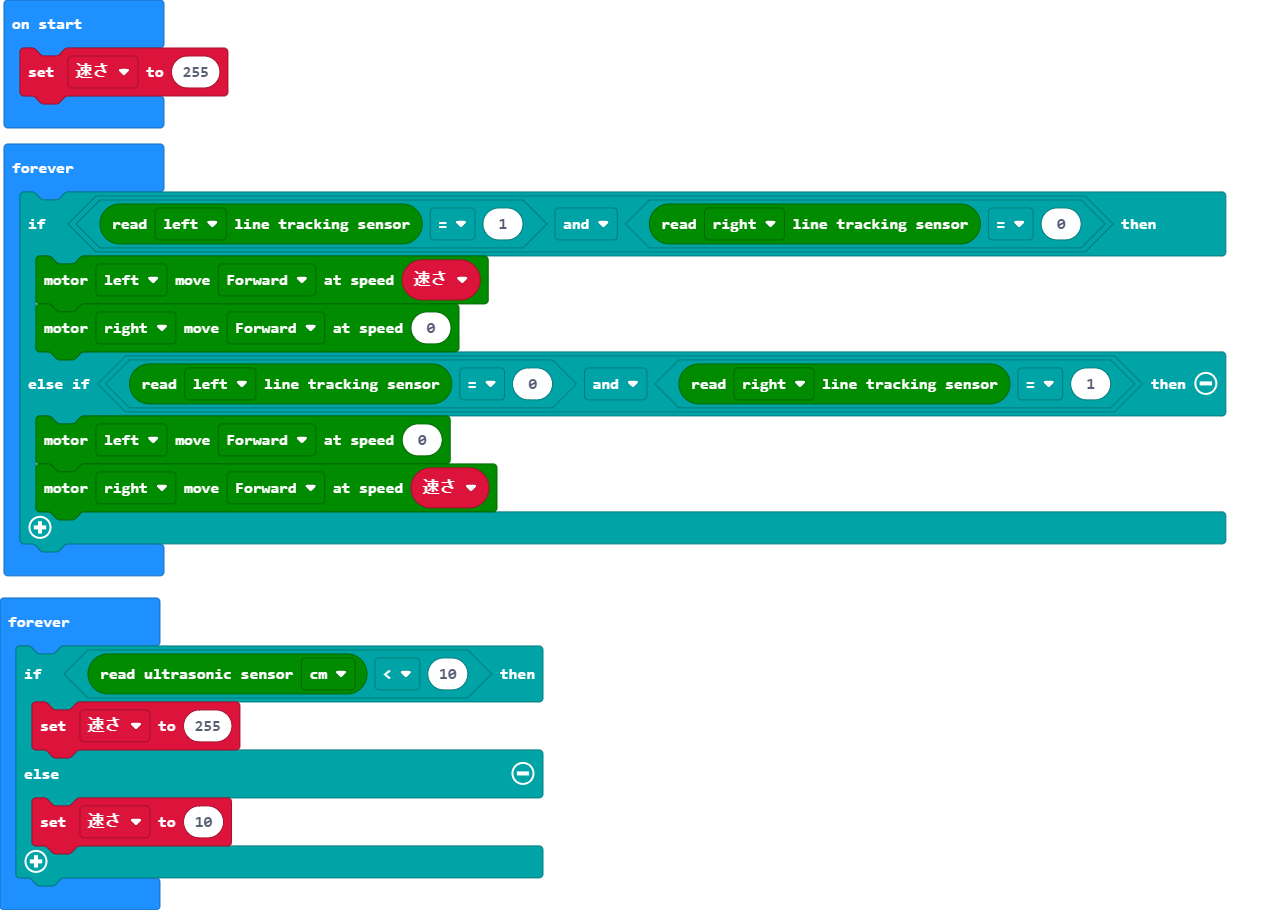 on start
set 速さ to 255
forever
if read left line tracking sensor = 1 and read right line tracking sensor = 0 then
motor left move Forward at speed 速さ
motor right move Forward at speed 0
else if read left line tracking sensor = 0 and read right line tracking sensor = 1 then
motor left move Forward at speed 0
motor right move Forward at speed 速さ
forever
if read ultrasonic sensor cm < 10 then
set 速さ to 255
else
set 速さ to 10